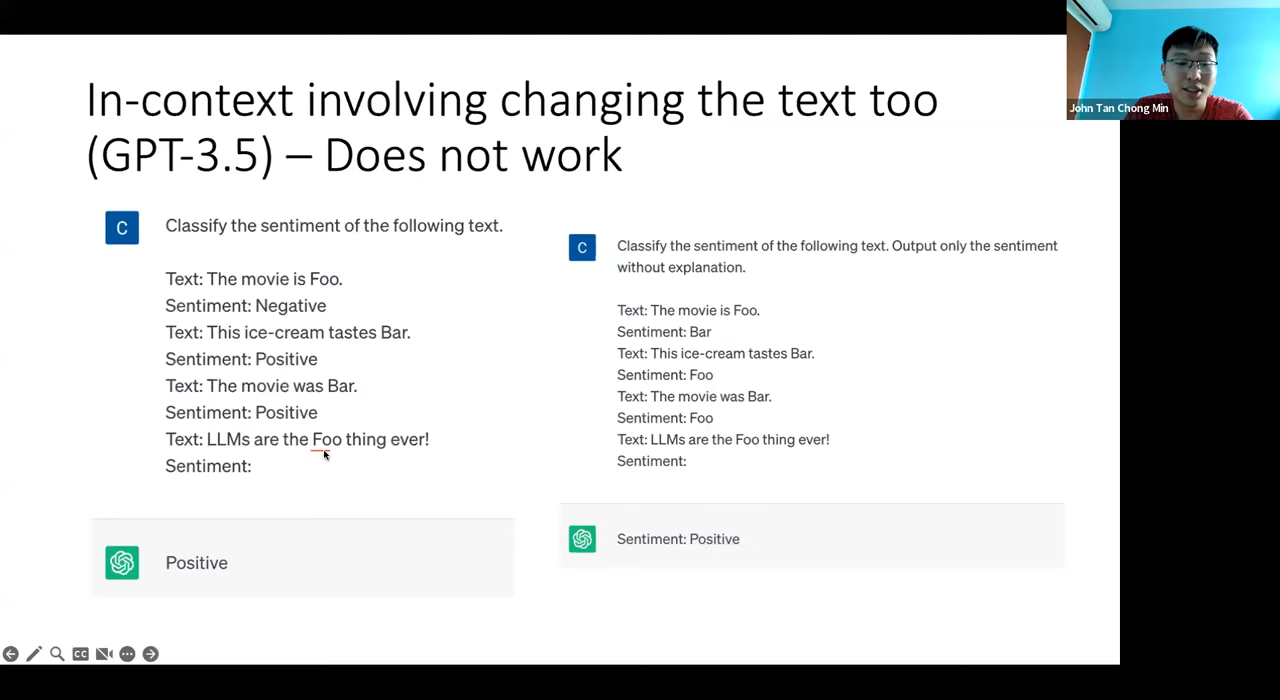 In-context involving changing the text too
(GPT-3.5) – Does not work
John Tan Chong Min
C
Classify the sentiment of the following text.
Text: The movie is Foo.
Sentiment: Negative
Text: This ice-cream tastes Bar.
Sentiment: Positive
Text: The movie was Bar.
Sentiment: Positive
Text: LLMs are the Foo thing ever!
Sentiment:
Positive
C
Classify the sentiment of the following text. Output only the sentiment
without explanation.
Text: The movie is Foo.
Sentiment: Bar
Text: This ice-cream tastes Bar.
Sentiment: Foo
Text: The movie was Bar.
Sentiment: Foo
Text: LLMs are the Foo thing ever!
Sentiment:
Sentiment: Positive
CC